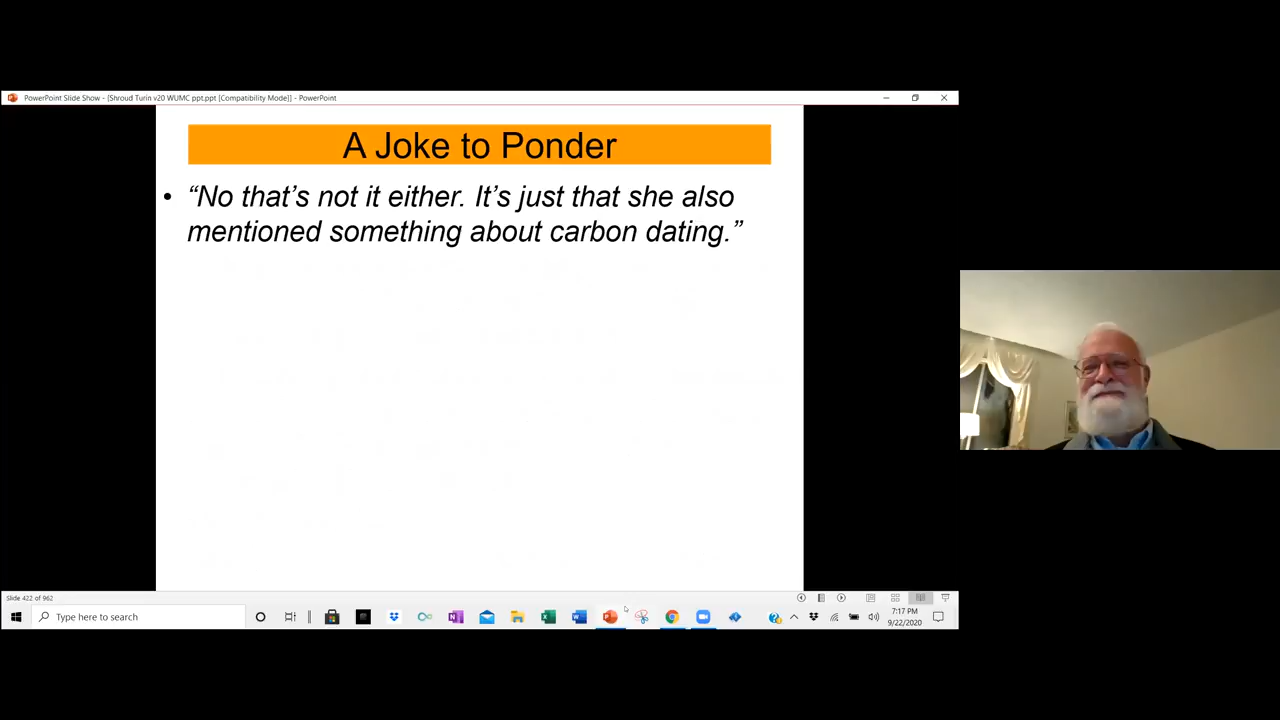 PowerPoint Slide Show - [Shroud Turin v20 WUMC ppt.ppt [Compatibility Mode]] - PowerPoint
A Joke to Ponder
• “No that’s not it either. It’s just that she also
mentioned something about carbon dating.”
Slide 422 of 962
Type here to search
7:17 PM
9/22/2020